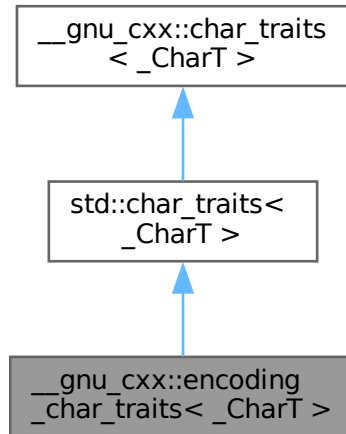 __gnu_cxx::char_traits
< _CharT >
std::char_traits<
_CharT >
__gnu_cxx::encoding
_char_traits< _CharT >